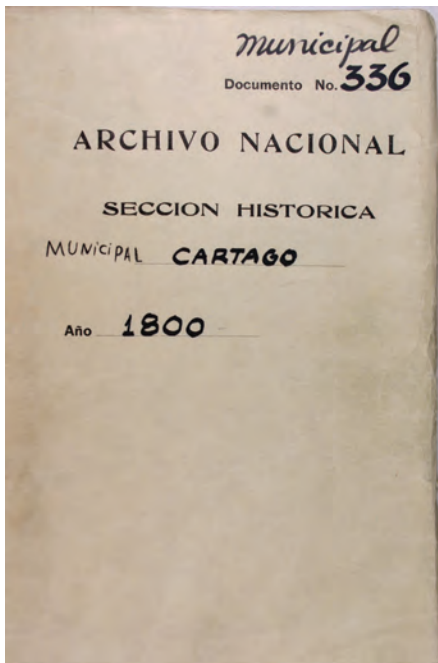 municipal
Documento No. 336
ARCHIVO NACIONAL
SECCION HISTORICA
MUNICIPAL CARTAGO
Año 1800